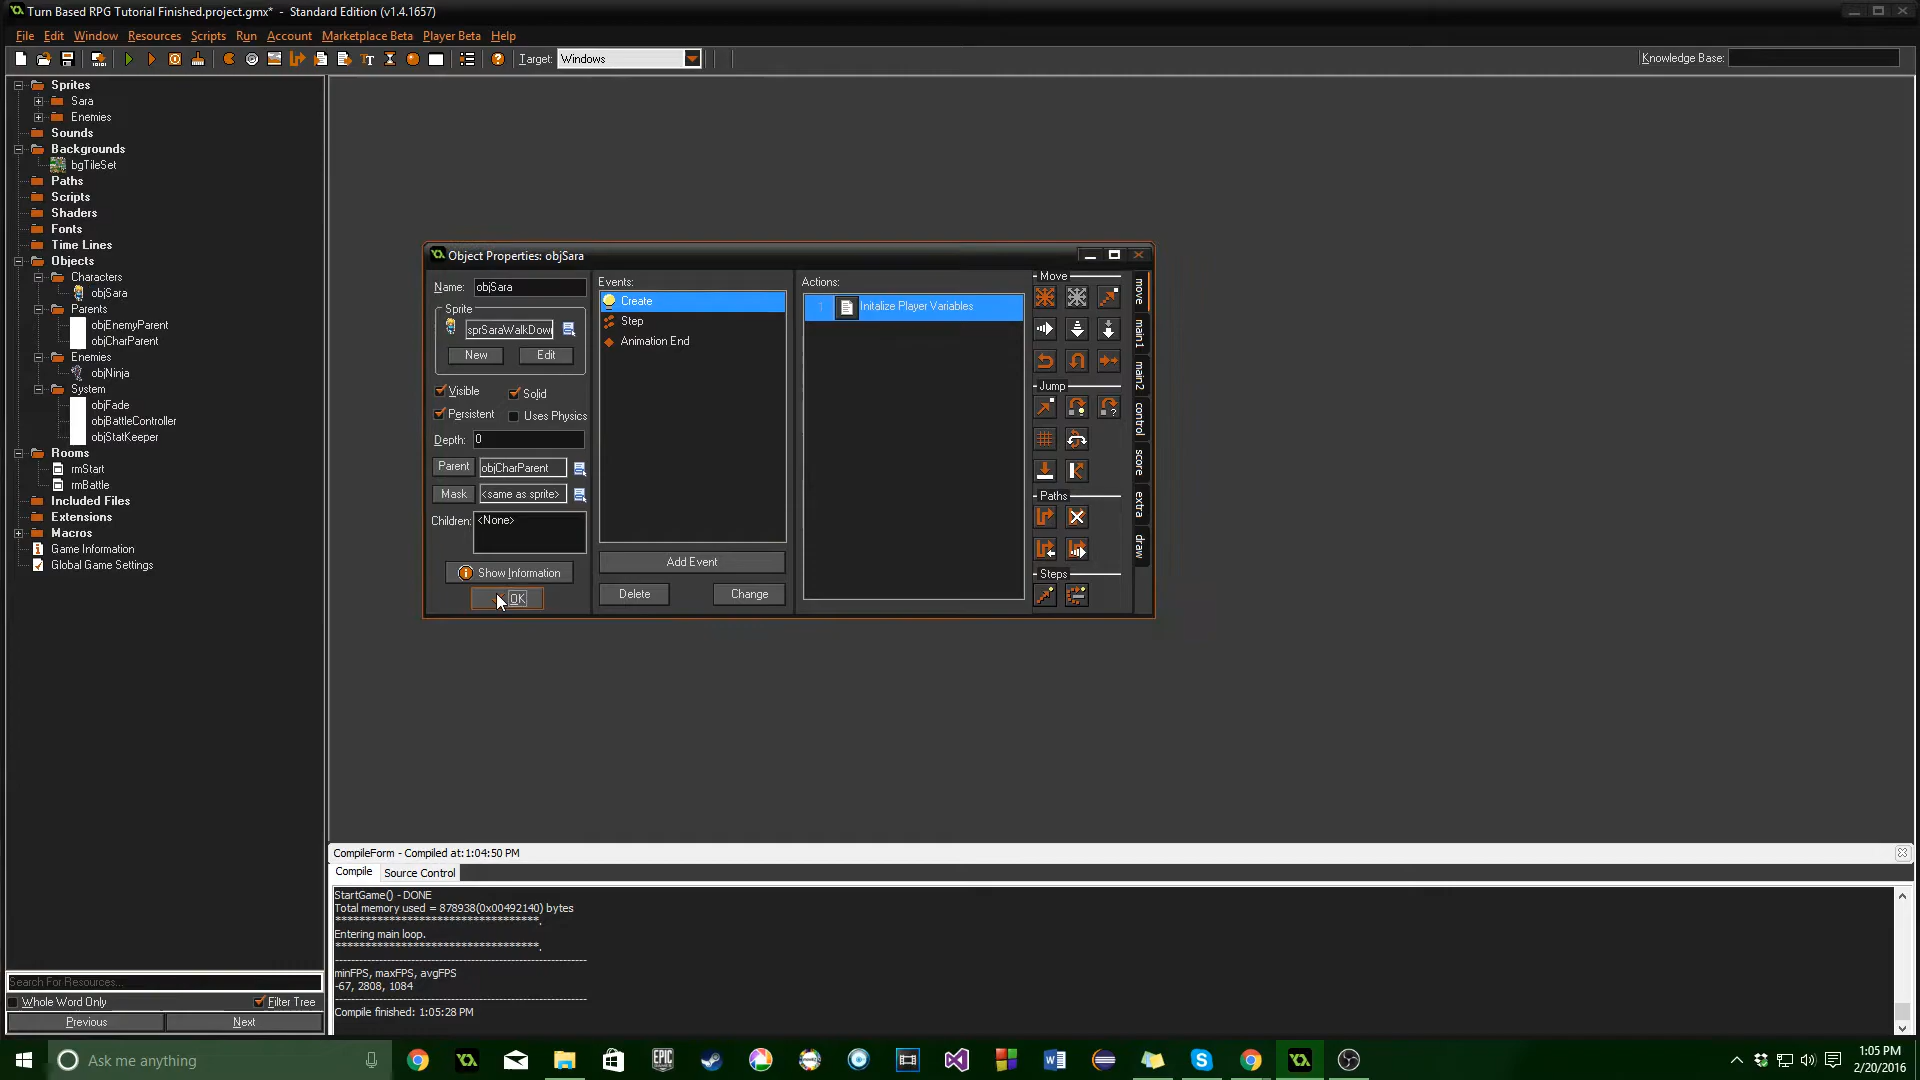 Turn Based RPG Tutorial Finished.project.gmx* - Standard Edition (v1.4.1657)
File Edit Window Resources Scripts Run Account Marketplace Beta Player Beta Help
Target: Windows
Knowledge Base:
Sprites
Sara
Enemies
Sounds
Backgrounds
bgTileSet
Paths
Scripts
Shaders
Fonts
Time Lines
Objects
Characters
objSara
Parents
objEnemyParent
objCharParent
Enemies
objNinja
System
objFade
objBattleController
objStatKeeper
Rooms
rmStart
rmBattle
Included Files
Extensions
Macros
Game Information
Global Game Settings
Search For Resources...
Whole Word Only
Filter Tree
Previous
Next
Object Properties: objSara
Name: objSara
Sprite
sprSaraWalkDown
New
Edit
Visible
Solid
Persistent
Uses Physics
Depth: 0
Parent objCharParent
Mask <same as sprite>
Children: <None>
Show Information
OK
Events:
Create
Step
Animation End
Add Event
Delete
Change
Actions:
1 Initalize Player Variables
Move
Jump
Paths
Steps
move
main1
main2
control
score
extra
draw
CompileForm - Compiled at:1:04:50 PM
Compile
Source Control
StartGame() - DONE
Total memory used = 878938(0x00492140) bytes
**********************************.
Entering main loop.
**********************************.
----------------------------------------------------------------
minFPS, maxFPS, avgFPS
-67, 2808, 1084
----------------------------------------------------------------
Compile finished: 1:05:28 PM
Ask me anything
EPIC GAMES
1:05 PM
2/20/2016